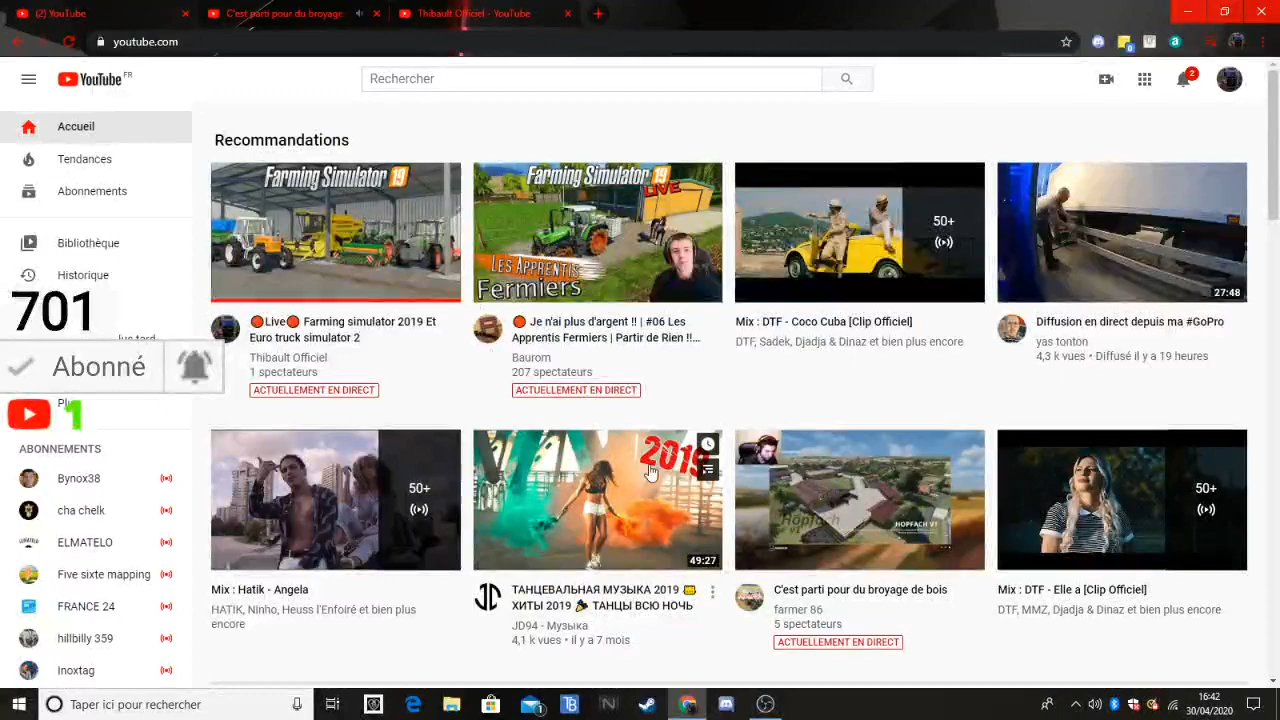 (2) YouTube
C'est parti pour du broyage
Thibault Officiel - YouTube
youtube.com
YouTube FR
Rechercher
2
Accueil
Tendances
Abonnements
Bibliothèque
Historique
701
Abonné
1
ABONNEMENTS
Bynox38
cha chelk
ELMATELO
Five sixte mapping
FRANCE 24
hillbilly 359
Inoxtag
Recommandations
FARMING SIMULATOR 19
🔴Live🔴 Farming simulator 2019 Et
Euro truck simulator 2
Thibault Officiel
1 spectateurs
ACTUELLEMENT EN DIRECT
FARMING SIMULATOR 19
LIVE
LES APPRENTIS
FERMIERS
🔴 Je n'ai plus d'argent !! | #06 Les
Apprentis Fermiers | Partir de Rien !!...
Baurom
207 spectateurs
ACTUELLEMENT EN DIRECT
50+
Mix : DTF - Coco Cuba [Clip Officiel]
DTF, Sadek, Djadja & Dinaz et bien plus encore
27:48
Diffusion en direct depuis ma #GoPro
yas tonton
4,3 k vues • Diffusé il y a 19 heures
50+
Mix : Hatik - Angela
HATIK, Ninho, Heuss l'Enfoiré et bien plus
encore
2019
49:27
ТАНЦЕВАЛЬНАЯ МУЗЫКА 2019
ХИТЫ 2019 🎉 ТАНЦЫ ВСЮ НОЧЬ
JD94 - Музыка
4,1 k vues • il y a 7 mois
Hopfach
HOPFACH V1
C'est parti pour du broyage de bois
farmer 86
5 spectateurs
ACTUELLEMENT EN DIRECT
50+
Mix : DTF - Elle a [Clip Officiel]
DTF, MMZ, Djadja & Dinaz et bien plus encore
Taper ici pour rechercher
16:42
30/04/2020